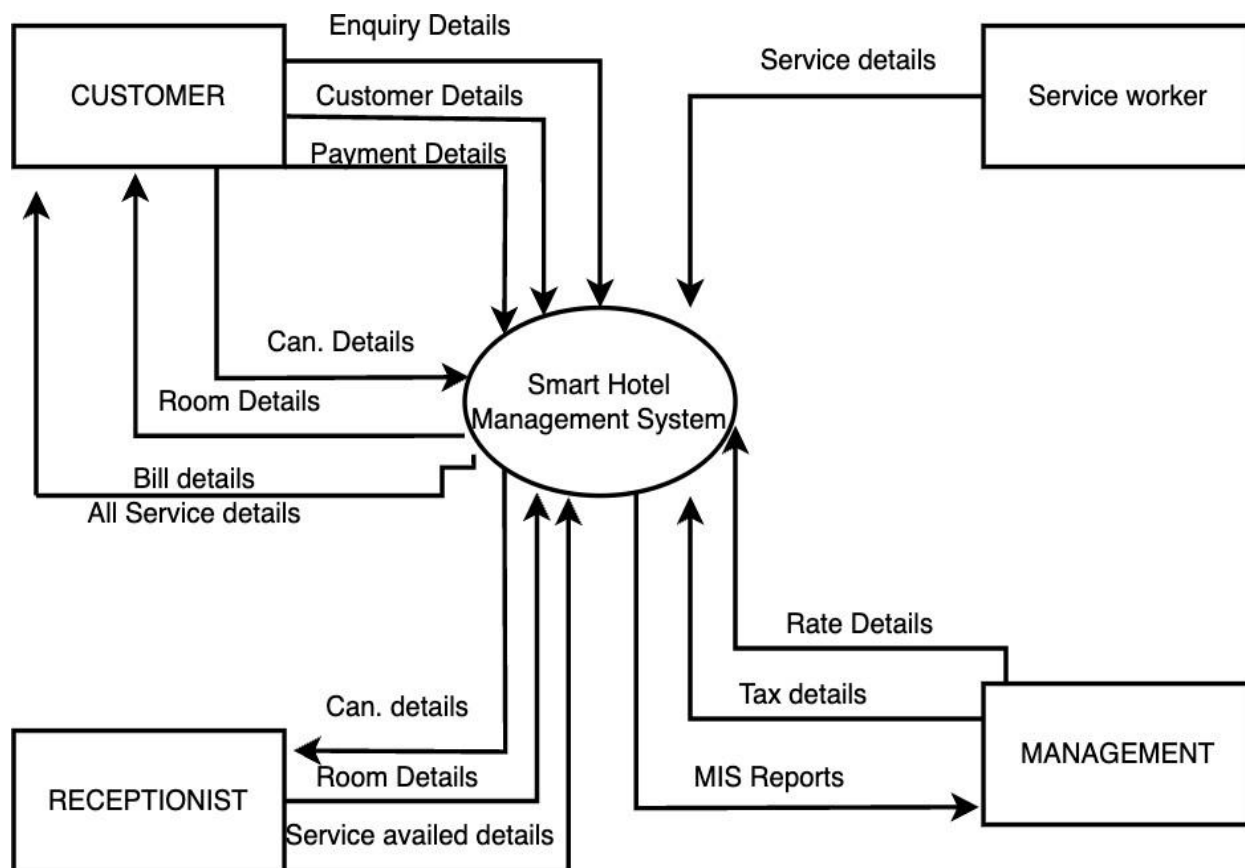 Enquiry Details
CUSTOMER
Customer Details
Payment Details
Service details
Service worker
Can. Details
Room Details
Smart Hotel
Management System
Bill details
All Service details
Rate Details
Tax details
MANAGEMENT
MIS Reports
Can. details
RECEPTIONIST
Room Details
Service availed details